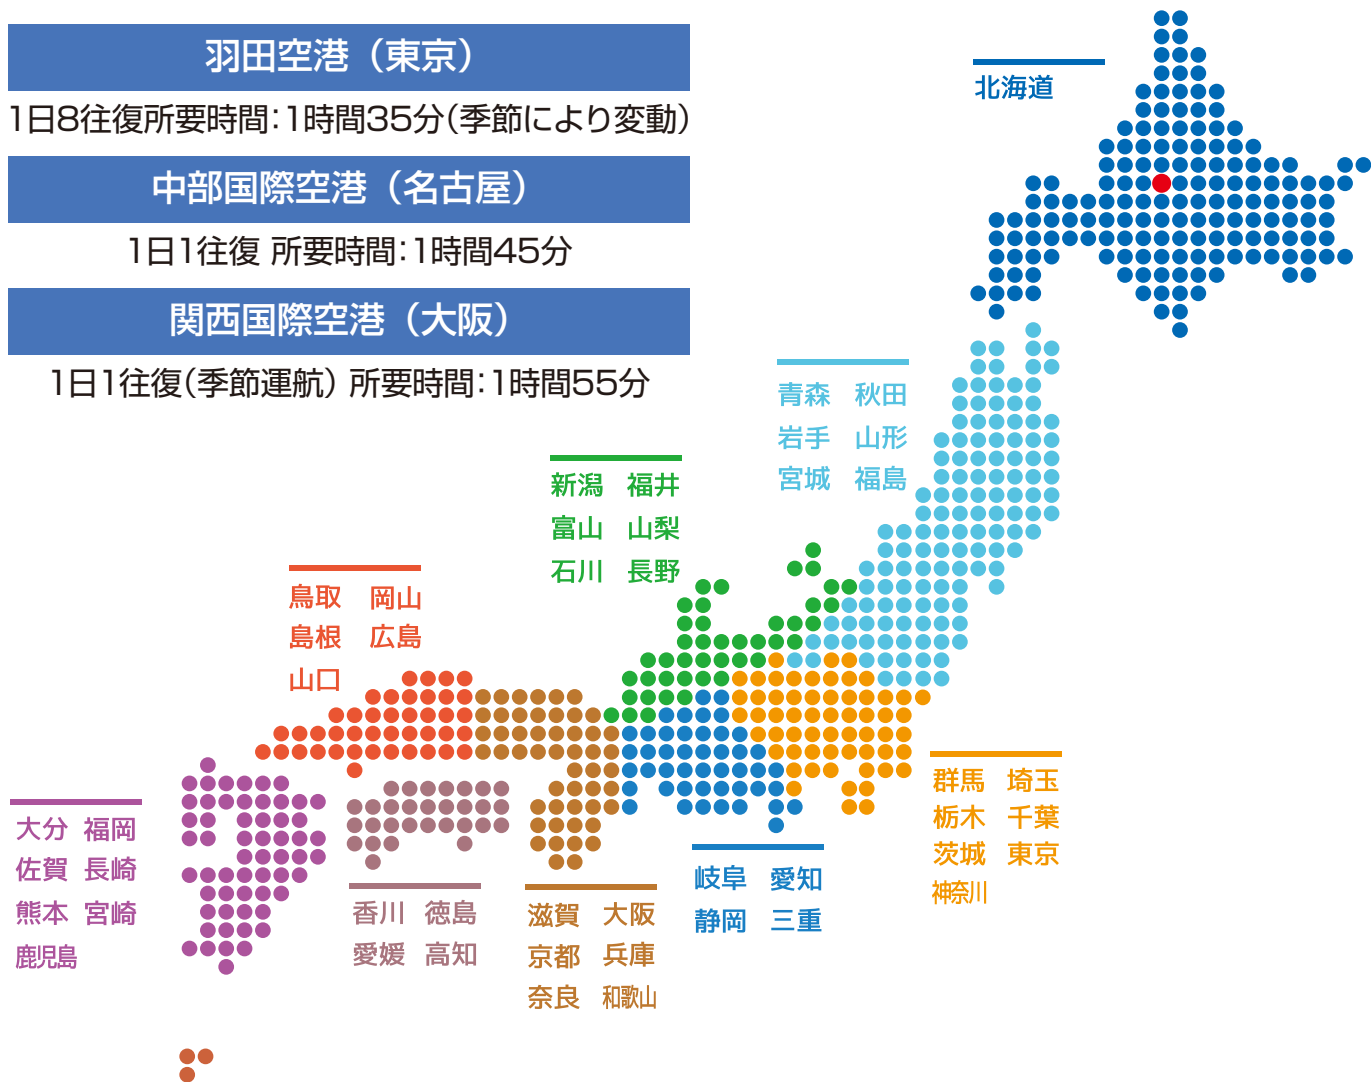 羽田空港（東京）
1日8往復所要時間：1時間35分（季節により変動）
中部国際空港（名古屋）
1日1往復 所要時間：1時間45分
関西国際空港（大阪）
1日1往復（季節運航） 所要時間：1時間55分
北海道
青森 秋田
岩手 山形
宮城 福島
新潟 福井
富山 山梨
石川 長野
鳥取 岡山
島根 広島
山口
群馬 埼玉
栃木 千葉
茨城 東京
神奈川
大分 福岡
佐賀 長崎
熊本 宮崎
鹿児島
香川 徳島
愛媛 高知
滋賀 大阪
京都 兵庫
奈良 和歌山
岐阜 愛知
静岡 三重